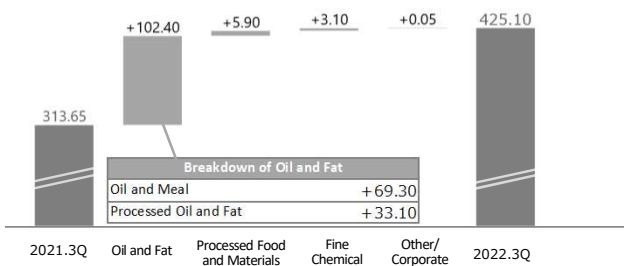 +102.40
+5.90
+3.10
+0.05
425.10
313.65
Breakdown of Oil and Fat
Oil and Meal +69.30
Processed Oil and Fat +33.10
2021.3Q
Oil and Fat
Processed Food
and Materials
Fine
Chemical
Other/
Corporate
2022.3Q